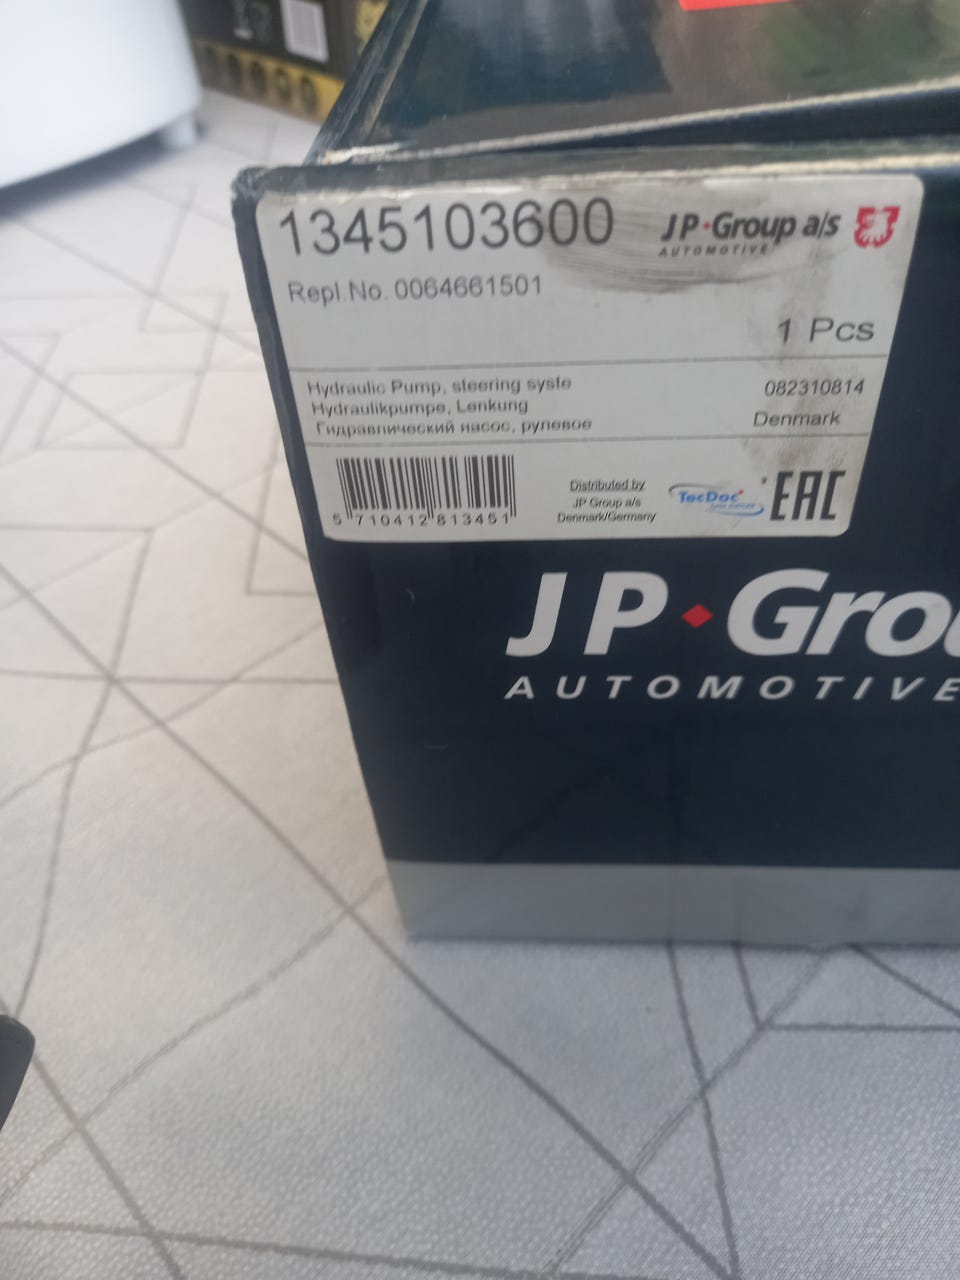 1345103600
JP·Group a/s
AUTOMOTIVE
Repl.No. 0064661501
1 Pcs
Hydraulic Pump, steering syste
Hydraulikpumpe, Lenkung
Гидравлический насос, рулевое
082310814
Denmark
5 710412 813451
Distributed by
JP Group a/s
Denmark/Germany
TecDoc
EAC
JP·Grou
AUTOMOTIVE